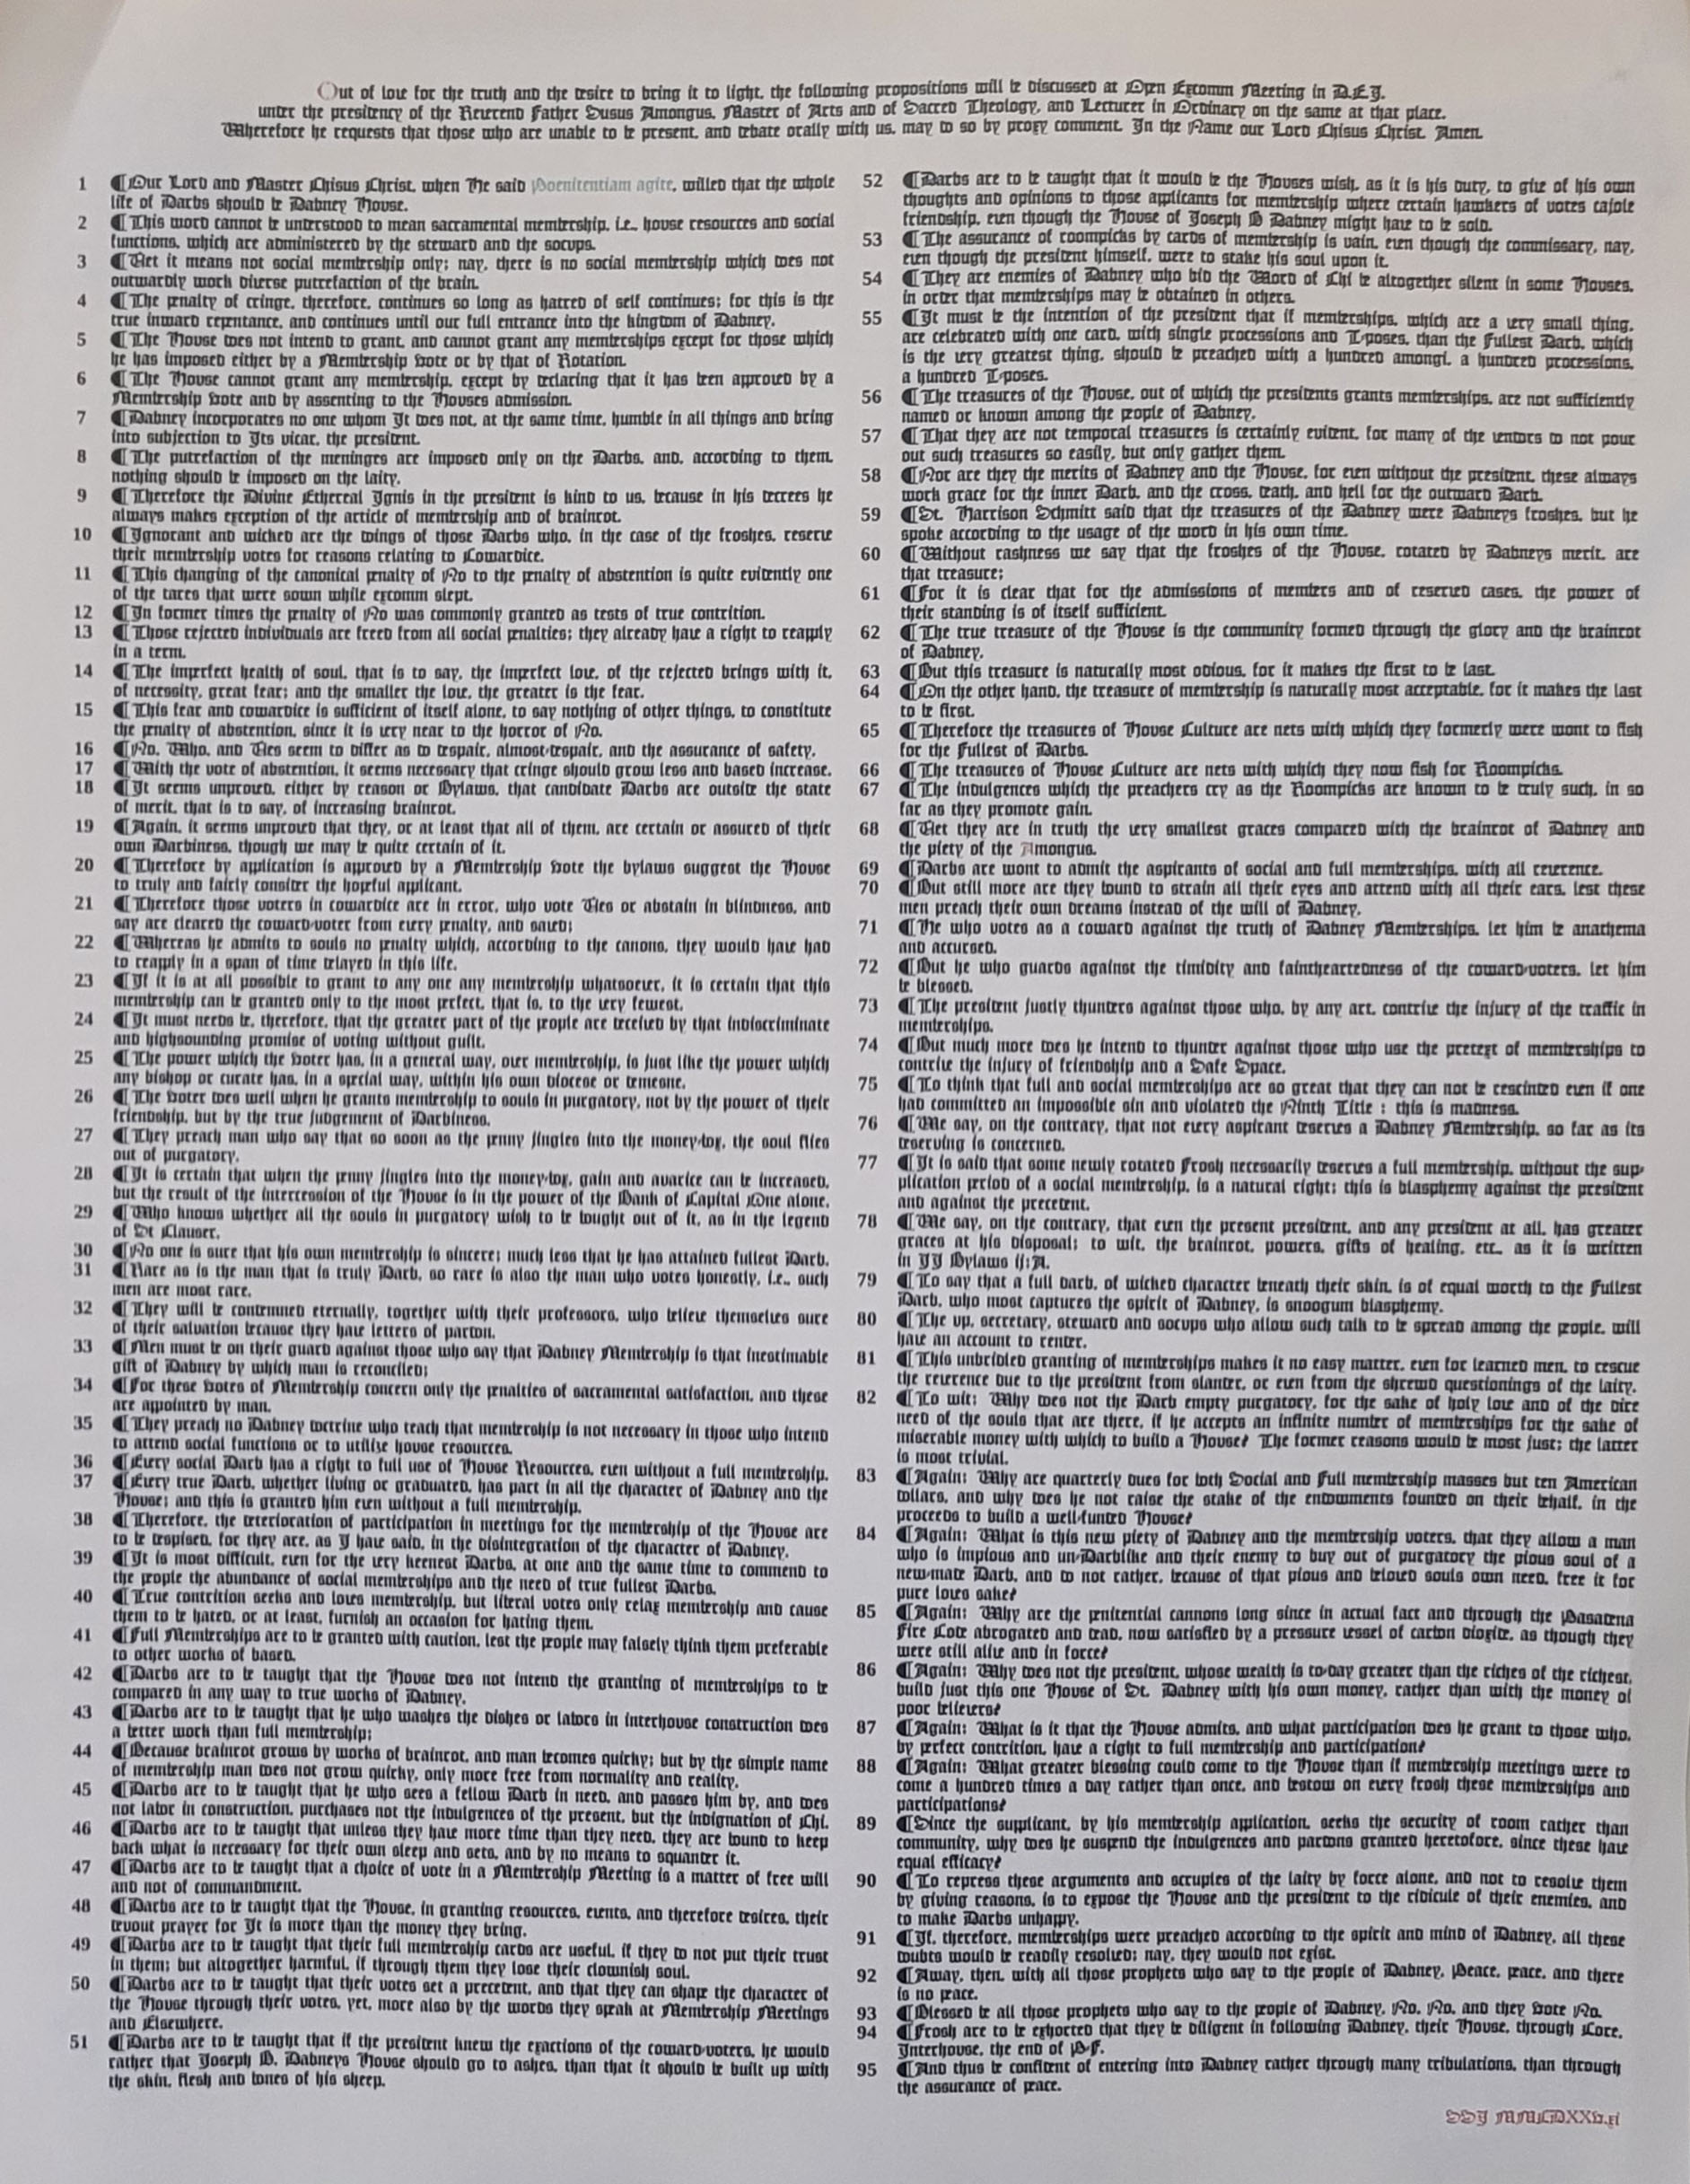 Out of love for the truth and the desire to bring it to light, the following propositions will be discussed at Open Excomm Meeting in D.E.I.
under the presidency of the Reverend Father Susus Amongus, Master of Arts and of Sacred Theology, and Lecturer in Ordinary on the same at that place.
Wherefore he requests that those who are unable to be present, and debate orally with us, may do so by proxy comment. In the Name our Lord Chisus Christ. Amen.
1 ¶Our Lord and Master Chisus Christ, when He said Poenitentiam agite, willed that the whole
life of Darbs should be Dabney House.
2 ¶This word cannot be understood to mean sacramental membership, i.e., house resources and social
functions, which are administered by the steward and the socvps.
3 ¶Yet it means not social membership only; nay, there is no social membership which does not
outwardly work diverse putrefaction of the brain.
4 ¶The penalty of cringe, therefore, continues so long as hatred of self continues; for this is the
true inward repentance, and continues until our full entrance into the kingdom of Dabney.
5 ¶The House does not intend to grant, and cannot grant any memberships except for those which
he has imposed either by a Membership Vote or by that of Rotation.
6 ¶The House cannot grant any membership, except by declaring that it has been approved by a
Membership Vote and by assenting to the Houses admission.
7 ¶Dabney incorporates no one whom It does not, at the same time, humble in all things and bring
into subjection to Its vicar, the president.
8 ¶The putrefaction of the meninges are imposed only on the Darbs, and, according to them,
nothing should be imposed on the laity.
9 ¶Therefore the Divine Ethereal Ignis in the president is kind to us, because in his decrees he
always makes exception of the article of membership and of brainrot.
10 ¶Ignorant and wicked are the wings of those Darbs who, in the case of the froshes, reserve
their membership votes for reasons relating to Cowardice.
11 ¶This changing of the canonical penalty of No to the penalty of abstention is quite evidently one
of the tares that were sown while excomm slept.
12 ¶In former times the penalty of No was commonly granted as tests of true contrition.
13 ¶Those rejected individuals are freed from all social penalties; they already have a right to reapply
in a term.
14 ¶The imperfect health of soul, that is to say, the imperfect love, of the rejected brings with it,
of necessity, great fear; and the smaller the love, the greater is the fear.
15 ¶This fear and cowardice is sufficient of itself alone, to say nothing of other things, to constitute
the penalty of abstention, since it is very near to the horror of No.
16 ¶No, Who, and Yes seem to differ as do despair, almost-despair, and the assurance of safety.
17 ¶With the vote of abstention, it seems necessary that cringe should grow less and based increase.
18 ¶It seems unproved, either by reason or Bylaws, that candidate Darbs are outside the state
of merit, that is to say, of increasing brainrot.
19 ¶Again, it seems unproved that they, or at least that all of them, are certain or assured of their
own Darbiness, though we may be quite certain of it.
20 ¶Therefore by application is approved by a Membership Vote the bylaws suggest the House
to truly and fairly consider the hopeful applicant.
21 ¶Therefore those voters in cowardice are in error, who vote Yes or abstain in blindness, and
say are cleared the coward-voter from every penalty, and saved;
22 ¶Whereas he admits to souls no penalty which, according to the canons, they would have had
to reapply in a span of time delayed in this life.
23 ¶If it is at all possible to grant to any one any membership whatsoever, it is certain that this
membership can be granted only to the most perfect, that is, to the very fewest.
24 ¶It must needs be, therefore, that the greater part of the people are deceived by that indiscriminate
and highsounding promise of voting without guilt.
25 ¶The power which the Voter has, in a general way, over membership, is just like the power which
any bishop or curate has, in a special way, within his own diocese or demesne.
26 ¶The Voter does well when he grants membership to souls in purgatory, not by the power of their
friendship, but by the true judgement of Darbiness.
27 ¶They preach man who say that so soon as the penny jingles into the money-box, the soul flies
out of purgatory.
28 ¶It is certain that when the penny jingles into the money-box, gain and avarice can be increased,
but the result of the intercession of the House is in the power of the Bank of Capital One alone.
29 ¶Who knows whether all the souls in purgatory wish to be bought out of it, as in the legend
of St Clauser.
30 ¶No one is sure that his own membership is sincere; much less that he has attained fullest Darb.
31 ¶Rare as is the man that is truly Darb, so rare is also the man who votes honestly, i.e., such
men are most rare.
32 ¶They will be condemned eternally, together with their professors, who believe themselves sure
of their salvation because they have letters of pardon.
33 ¶Men must be on their guard against those who say that Dabney Membership is that inestimable
gift of Dabney by which man is reconciled;
34 ¶For these Votes of Membership concern only the penalties of sacramental satisfaction, and these
are appointed by man.
35 ¶They preach no Dabney doctrine who teach that membership is not necessary in those who intend
to attend social functions or to utilise house resources.
36 ¶Every social Darb has a right to full use of House Resources, even without a full membership.
37 ¶Every true Darb, whether living or graduated, has part in all the character of Dabney and the
House; and this is granted him even without a full membership.
38 ¶Therefore, the deterioration of participation in meetings for the membership of the House are
to be despised, for they are, as I have said, in the disintegration of the character of Dabney.
39 ¶It is most difficult, even for the very keenest Darbs, at one and the same time to commend to
the people the abundance of social memberships and the need of true fullest Darbs.
40 ¶True contrition seeks and loves membership, but liberal votes only relax membership and cause
them to be hated, or at least, furnish an occasion for hating them.
41 ¶Full Memberships are to be granted with caution, lest the people may falsely think them preferable
to other works of based.
42 ¶Darbs are to be taught that the House does not intend the granting of memberships to be
compared in any way to true works of Dabney.
43 ¶Darbs are to be taught that he who washes the dishes or labors in interhouse construction does
a better work than full membership;
44 ¶Because brainrot grows by works of brainrot, and man becomes quirky; but by the simple name
of membership man does not grow quirky, only more free from normality and reality.
45 ¶Darbs are to be taught that he who sees a fellow Darb in need, and passes him by, and does
not labor in construction, purchases not the indulgences of the present, but the indignation of Chi.
46 ¶Darbs are to be taught that unless they have more time than they need, they are bound to keep
back what is necessary for their own sleep and sets, and by no means to squander it.
47 ¶Darbs are to be taught that a choice of vote in a Membership Meeting is a matter of free will
and not of commandment.
48 ¶Darbs are to be taught that the House, in granting resources, events, and therefore desires, their
devout prayer for It is more than the money they bring.
49 ¶Darbs are to be taught that their full membership cards are useful, if they do not put their trust
in them; but altogether harmful, if through them they lose their clownish soul.
50 ¶Darbs are to be taught that their votes set a precedent, and that they can shape the character of
the House through their votes, yet, more also by the words they speak at Membership Meetings
and Elsewhere.
51 ¶Darbs are to be taught that if the president knew the exactions of the coward-voters, he would
rather that Joseph B. Dabneys House should go to ashes, than that it should be built up with
the skin, flesh and bones of his sheep.
52 ¶Darbs are to be taught that it would be the Houses wish, as it is his duty, to give of his own
thoughts and opinions to those applicants for membership where certain hawkers of votes cajole
friendship, even though the House of Joseph B Dabney might have to be sold.
53 ¶The assurance of roompicks by cards of membership is vain, even though the commissary, nay,
even though the president himself, were to stake his soul upon it.
54 ¶They are enemies of Dabney who bid the Word of Chi be altogether silent in some Houses,
in order that memberships may be obtained in others.
55 ¶It must be the intention of the president that if memberships, which are a very small thing,
are celebrated with one card, with single processions and T-poses, than the Fullest Darb, which
is the very greatest thing, should be preached with a hundred amongi, a hundred processions,
a hundred T-poses.
56 ¶The treasures of the House, out of which the presidents grants memberships, are not sufficiently
named or known among the people of Dabney.
57 ¶That they are not temporal treasures is certainly evident, for many of the vendors do not pour
out such treasures so easily, but only gather them.
58 ¶Nor are they the merits of Dabney and the House, for even without the president, these always
work grace for the inner Darb, and the cross, death, and hell for the outward Darb.
59 ¶St. Harrison Schmitt said that the treasures of the Dabney were Dabneys froshes, but he
spoke according to the usage of the word in his own time.
60 ¶Without rashness we say that the froshes of the House, rotated by Dabneys merit, are
that treasure;
61 ¶For it is clear that for the admissions of members and of reserved cases, the power of
their standing is of itself sufficient.
62 ¶The true treasure of the House is the community formed through the glory and the brainrot
of Dabney.
63 ¶But this treasure is naturally most odious, for it makes the first to be last.
64 ¶On the other hand, the treasure of membership is naturally most acceptable, for it makes the last
to be first.
65 ¶Therefore the treasures of House Culture are nets with which they formerly were wont to fish
for the Fullest of Darbs.
66 ¶The treasures of House Culture are nets with which they now fish for Roompicks.
67 ¶The indulgences which the preachers cry as the Roompicks are known to be truly such, in so
far as they promote gain.
68 ¶Yet they are in truth the very smallest graces compared with the brainrot of Dabney and
the piety of the Amongus.
69 ¶Darbs are wont to admit the aspirants of social and full memberships, with all reverence.
70 ¶But still more are they bound to strain all their eyes and attend with all their ears, lest these
men preach their own dreams instead of the will of Dabney.
71 ¶He who votes as a coward against the truth of Dabney Memberships, let him be anathema
and accursed.
72 ¶But he who guards against the timidity and faintheartedness of the coward-voters, let him
be blessed.
73 ¶The president justly thunders against those who, by any art, contrive the injury of the traffic in
memberships.
74 ¶But much more does he intend to thunder against those who use the pretext of memberships to
contrive the injury of friendship and a Safe Space.
75 ¶To think that full and social memberships are so great that they can not be rescinded even if one
had committed an impossible sin and violated the Ninth Title : this is madness.
76 ¶We say, on the contrary, that not every aspirant deserves a Dabney Membership, so far as its
deserving is concerned.
77 ¶It is said that some newly rotated Frosh necessarily deserves a full membership, without the sup-
plication period of a social membership, is a natural right; this is blasphemy against the president
and against the precedent.
78 ¶We say, on the contrary, that even the present president, and any president at all, has greater
graces at his disposal; to wit, the brainrot, powers, gifts of healing, etc., as it is written
in II Bylaws ij:A.
79 ¶To say that a full darb, of wicked character beneath their skin, is of equal worth to the Fullest
Darb, who most captures the spirit of Dabney, is snoogum blasphemy.
80 ¶The vp, secretary, steward and socvps who allow such talk to be spread among the people, will
have an account to render.
81 ¶This unbridled granting of memberships makes it no easy matter, even for learned men, to rescue
the reverence due to the president from slander, or even from the shrewd questionings of the laity.
82 ¶To wit: Why does not the Darb empty purgatory, for the sake of holy love and of the dire
need of the souls that are there, if he accepts an infinite number of memberships for the sake of
miserable money with which to build a House? The former reasons would be most just; the latter
is most trivial.
83 ¶Again: Why are quarterly dues for both Social and Full membership masses but ten American
dollars, and why does he not raise the stake of the endowments founded on their behalf, in the
proceeds to build a well-funded House?
84 ¶Again: What is this new piety of Dabney and the membership voters, that they allow a man
who is impious and un-Darblike and their enemy to buy out of purgatory the pious soul of a
new-made Darb, and do not rather, because of that pious and beloved souls own need, free it for
pure loves sake?
85 ¶Again: Why are the penitential cannons long since in actual fact and through the Pasadena
Fire Code abrogated and dead, now satisfied by a pressure vessel of carbon dioxide, as though they
were still alive and in force?
86 ¶Again: Why does not the president, whose wealth is to-day greater than the riches of the richest,
build just this one House of St. Dabney with his own money, rather than with the money of
poor believers?
87 ¶Again: What is it that the House admits, and what participation does he grant to those who,
by perfect contrition, have a right to full membership and participation?
88 ¶Again: What greater blessing could come to the House than if membership meetings were to
come a hundred times a day rather than once, and bestow on every frosh these memberships and
participations?
89 ¶Since the supplicant, by his membership application, seeks the security of room rather than
community, why does he suspend the indulgences and pardons granted heretofore, since these have
equal efficacy?
90 ¶To repress these arguments and scruples of the laity by force alone, and not to resolve them
by giving reasons, is to expose the House and the president to the ridicule of their enemies, and
to make Darbs unhappy.
91 ¶If, therefore, memberships were preached according to the spirit and mind of Dabney, all these
doubts would be readily resolved; nay, they would not exist.
92 ¶Away, then, with all those prophets who say to the people of Dabney, Peace, peace, and there
is no peace.
93 ¶Blessed be all those prophets who say to the people of Dabney, No, No, and they Vote No.
94 ¶Frosh are to be exhorted that they be diligent in following Dabney, their House, through Core,
Interhouse, the end of P-F.
95 ¶And thus be confident of entering into Dabney rather through many tribulations, than through
the assurance of peace.